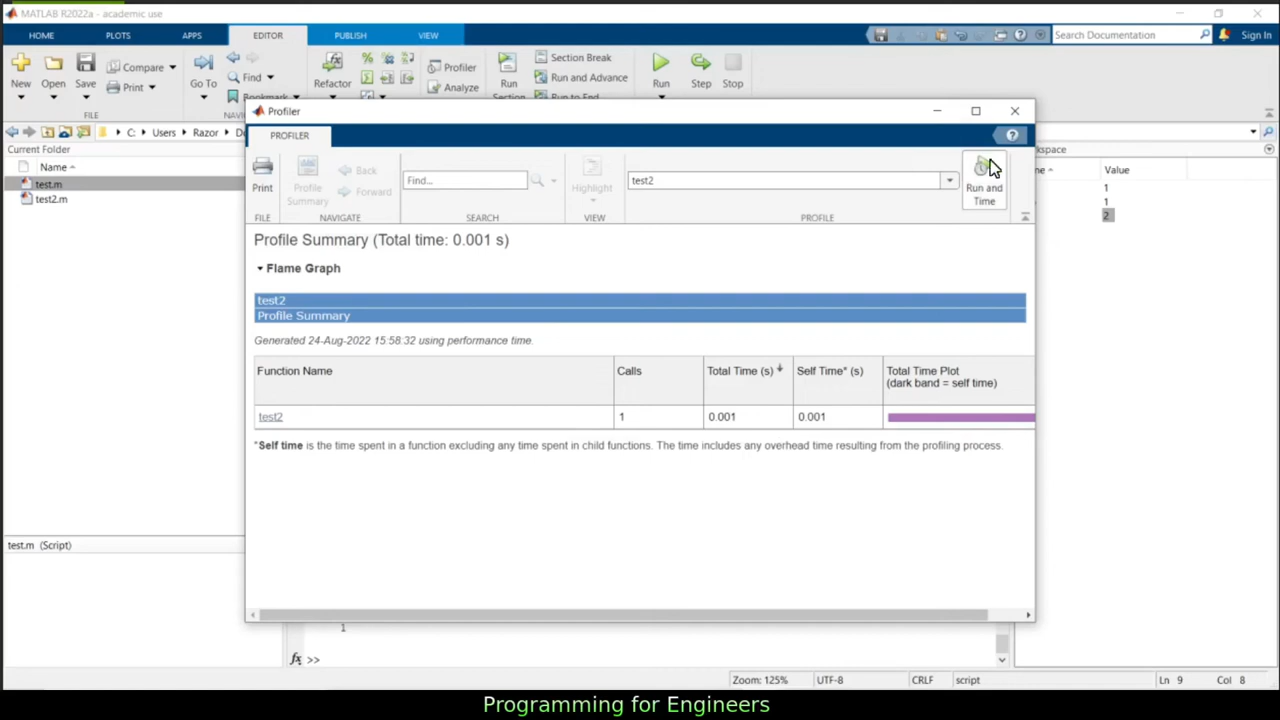 MATLAB R2022a - academic use
HOME PLOTS APPS EDITOR PUBLISH VIEW
Search Documentation
Sign In
New Open Save
Compare
Print
FILE
Go To
Find
Bookmark
Refactor
Profiler
Analyze
Run
Section Break
Run and Advance
Run to End
Run Step Stop
C: Users Razor
Current Folder
Name
test.m
test2.m
test.m (Script)
Profiler
PROFILER
Print
FILE
Profile
Summary
Back
Forward
NAVIGATE
Find...
SEARCH
Highlight
VIEW
test2
PROFILE
Run and
Time
Profile Summary (Total time: 0.001 s)
Flame Graph
test2
Profile Summary
Generated 24-Aug-2022 15:58:32 using performance time.
Function Name Calls Total Time (s) Self Time* (s) Total Time Plot
(dark band = self time)
test2 1 0.001 0.001
*Self time is the time spent in a function excluding any time spent in child functions. The time includes any overhead time resulting from the profiling process.
Value
1
1
2
1
fx >>
Zoom: 125% UTF-8 CRLF script Ln 9 Col 8
Programming for Engineers